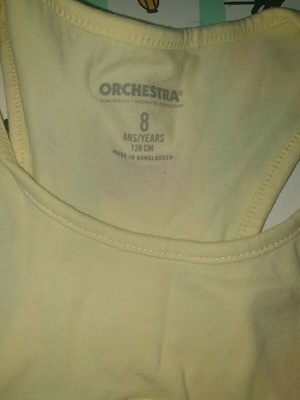 ORCHESTRA®
8
ANS/YEARS
128 CM
MADE IN BANGLADESH